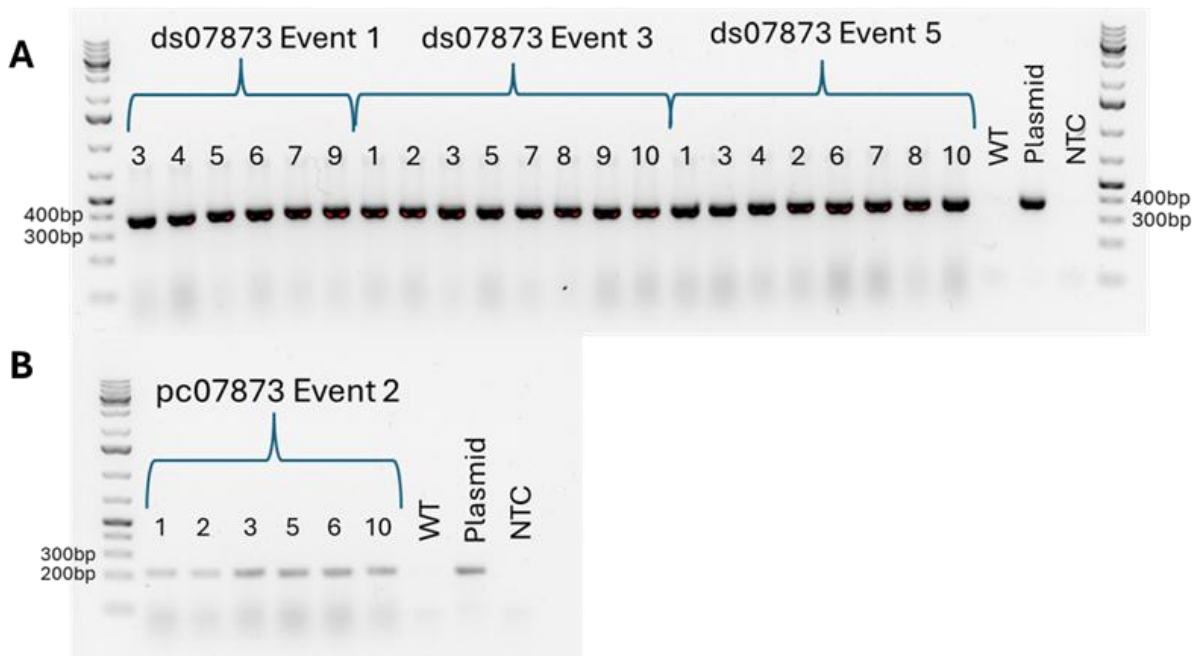 A
ds07873 Event 1 ds07873 Event 3 ds07873 Event 5
3 4 5 6 7 9 1 2 3 5 7 8 9 10 1 3 4 2 6 7 8 10 WT Plasmid NTC
400bp 400bp
300bp 300bp
B
pc07873 Event 2
1 2 3 5 6 10 WT Plasmid NTC
300bp
200bp